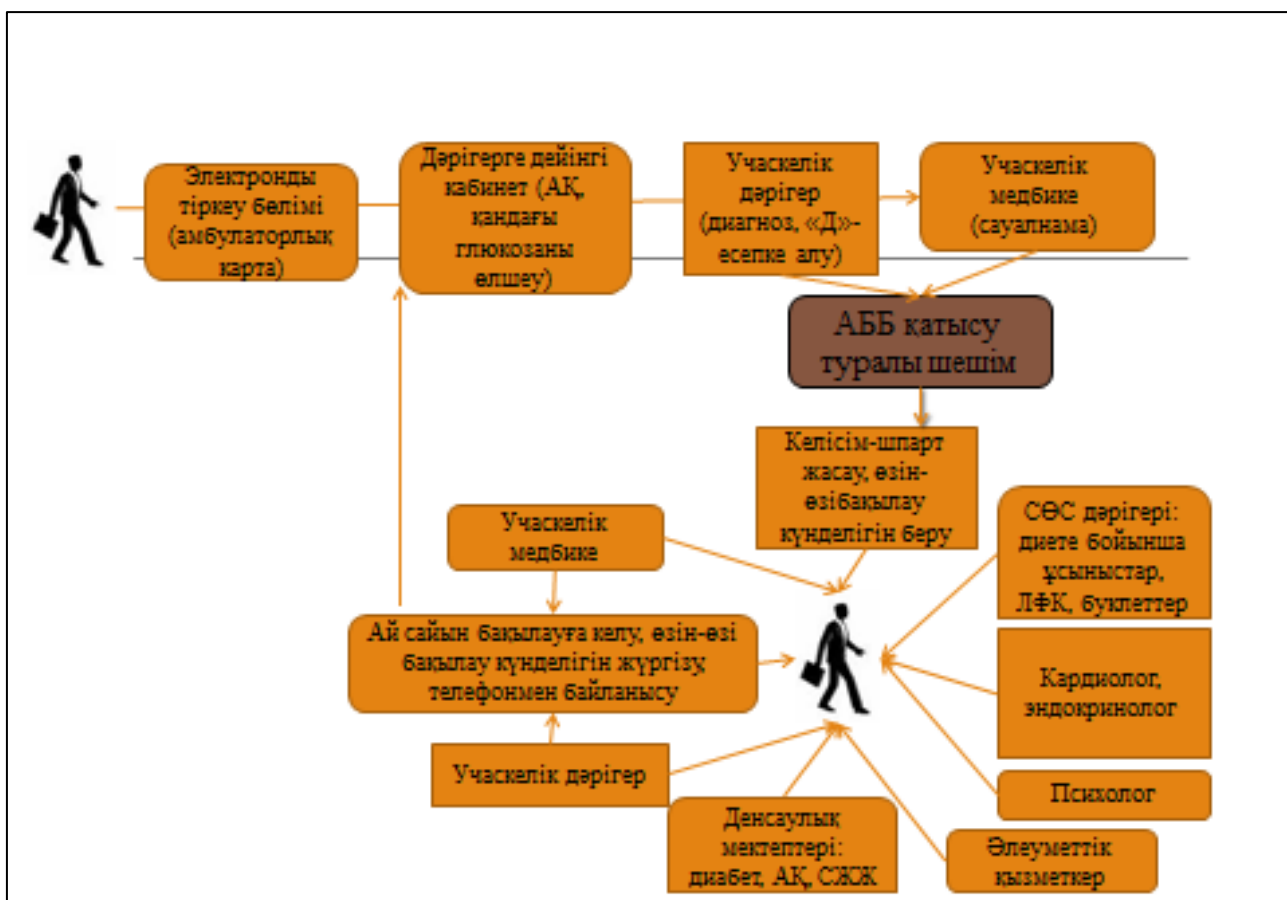 Электронды
тіркеу бөлімі
(амбулаторлық
карта)
Дәрігерге дейінгі
кабинет (АҚ,
қандағы
глюкозаны
өлшеу)
Учаскелік
дәрігер
(диагноз, «Д»-
есепке алу)
Учаскелік
медбике
(сауалнама)
АББ қатысу
туралы шешім
Келісім-шпарт
жасау, өзін-
өзібақылау
күнделігін беру
Учаскелік
медбике
СӨС дәрігері:
диете бойынша
ұсыныстар,
ЛФК, буклеттер
Ай сайын бақылауға келу, өзін-өзі
бақылау күнделігін жүргізу,
телефонмен байланысу
Кардиолог,
эндокринолог
Учаскелік дәрігер
Психолог
Денсаулық
мектептері:
диабет, АҚ, СЖЖ
Әлеуметтік
қызметкер